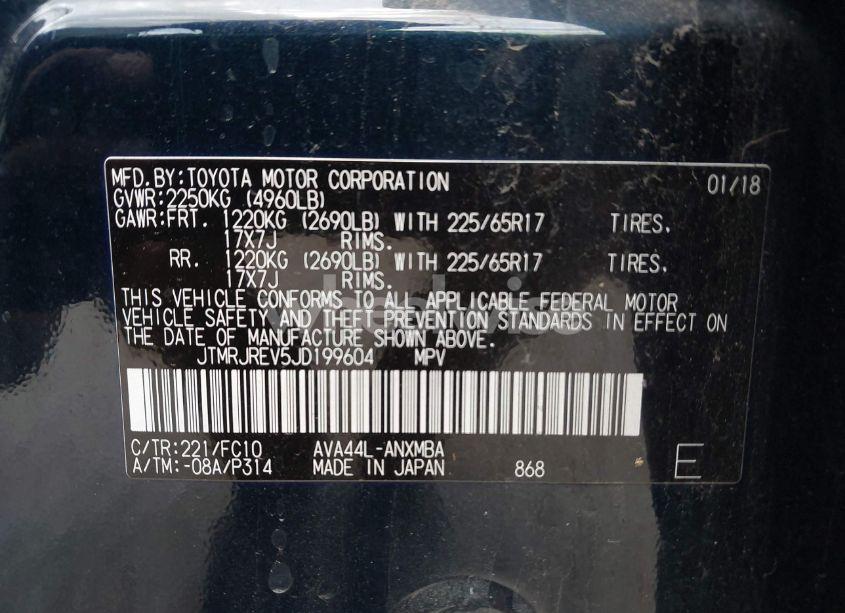 MFD.BY:TOYOTA MOTOR CORPORATION 01/18
GVWR:2250KG (4960LB)
GAWR:FRT. 1220KG (2690LB) WITH 225/65R17 TIRES.
17X7J RIMS.
RR. 1220KG (2690LB) WITH 225/65R17 TIRES.
17X7J RIMS.
THIS VEHICLE CONFORMS TO ALL APPLICABLE FEDERAL MOTOR
VEHICLE SAFETY AND THEFT PREVENTION STANDARDS IN EFFECT ON
THE DATE OF MANUFACTURE SHOWN ABOVE.
JTMRJREV5JD199604 MPV
C/TR:221/FC10 AVA44L-ANXMBA
A/TM:-08A/P314 MADE IN JAPAN 868 E